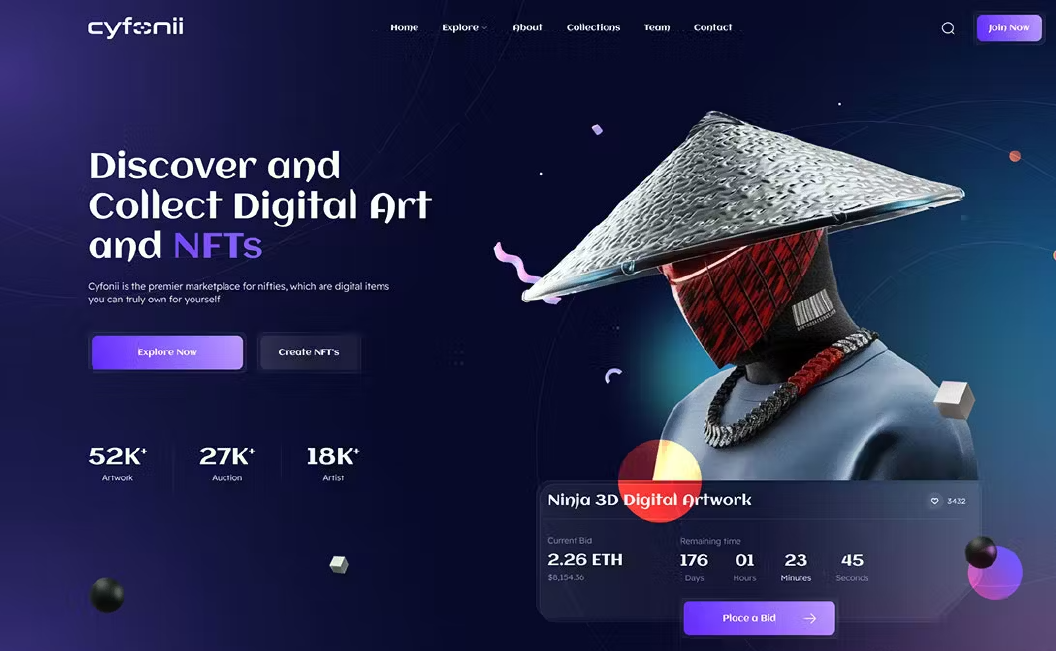 cyfonii
Home Explore About Collections Team Contact
Join Now
Discover and
Collect Digital Art
and NFTs
Cyfonii is the premier marketplace for nifties, which are digital items
you can truly own for yourself
Explore Now Create NFT's
52K+ 27K+ 18K+
Artwork Auction Artist
Ninja 3D Digital Artwork 3432
Current Bid Remaining time
2.26 ETH 176 01 23 45
$8,154.36 Days Hours Minures Seconds
Place a Bid